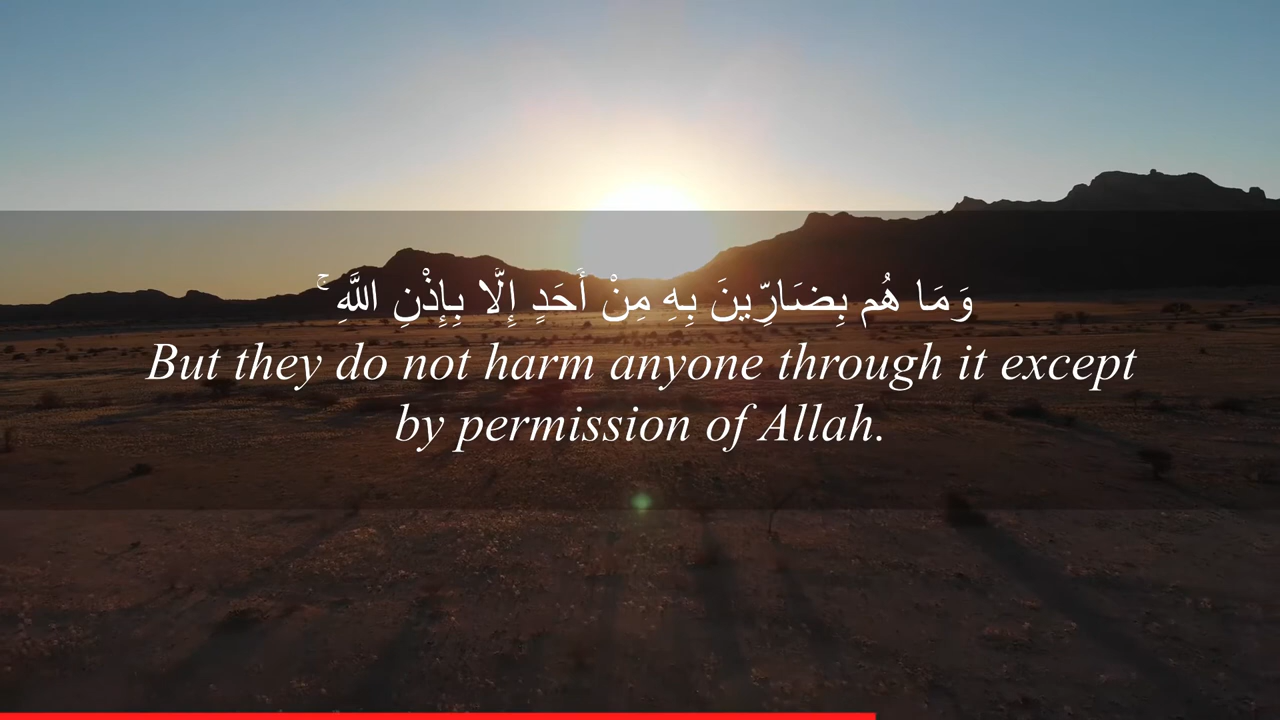 وَمَا هُم بِضَارِّينَ بِهِ مِنْ أَحَدٍ إِلَّا بِإِذْنِ اللَّهِ ۚ
But they do not harm anyone through it except
by permission of Allah.